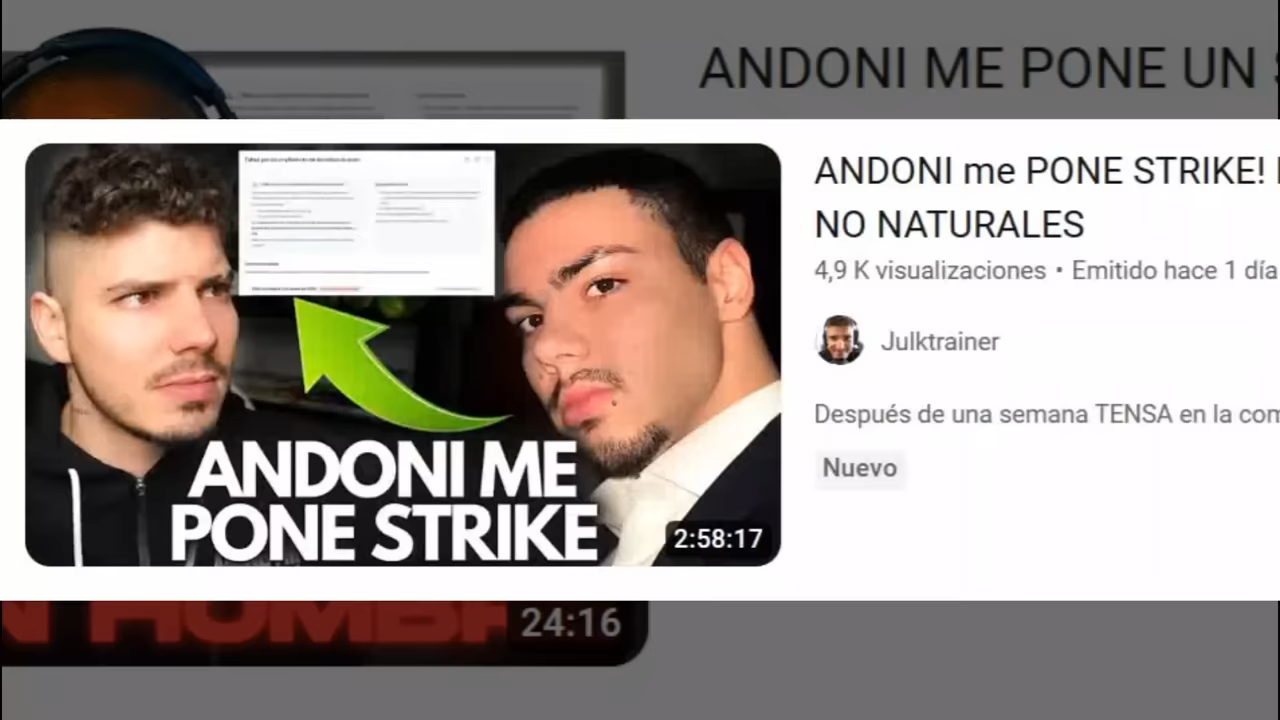 ANDONI ME PONE UN
ANDONI me PONE STRIKE!
NO NATURALES
4,9 K visualizaciones • Emitido hace 1 día
Julktrainer
Después de una semana TENSA en la com
Nuevo
ANDONI ME
PONE STRIKE
2:58:17
24:16